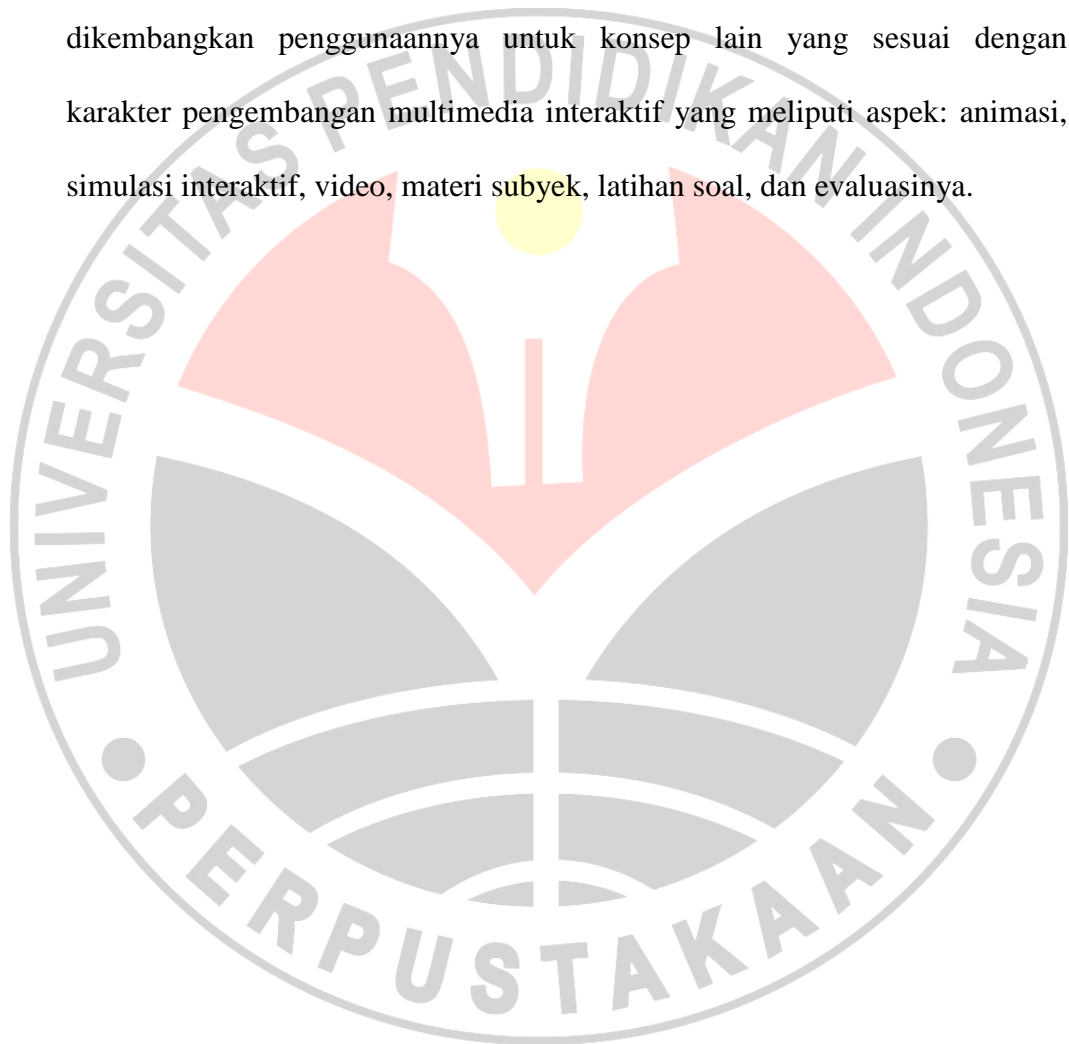 dikembangkan penggunaannya untuk konsep lain yang sesuai dengan
karakter pengembangan multimedia interaktif yang meliputi aspek: animasi,
simulasi interaktif, video, materi subyek, latihan soal, dan evaluasinya.
UNIVERSITAS PENDIDIKAN INDONESIA
PERPUSTAKAAN